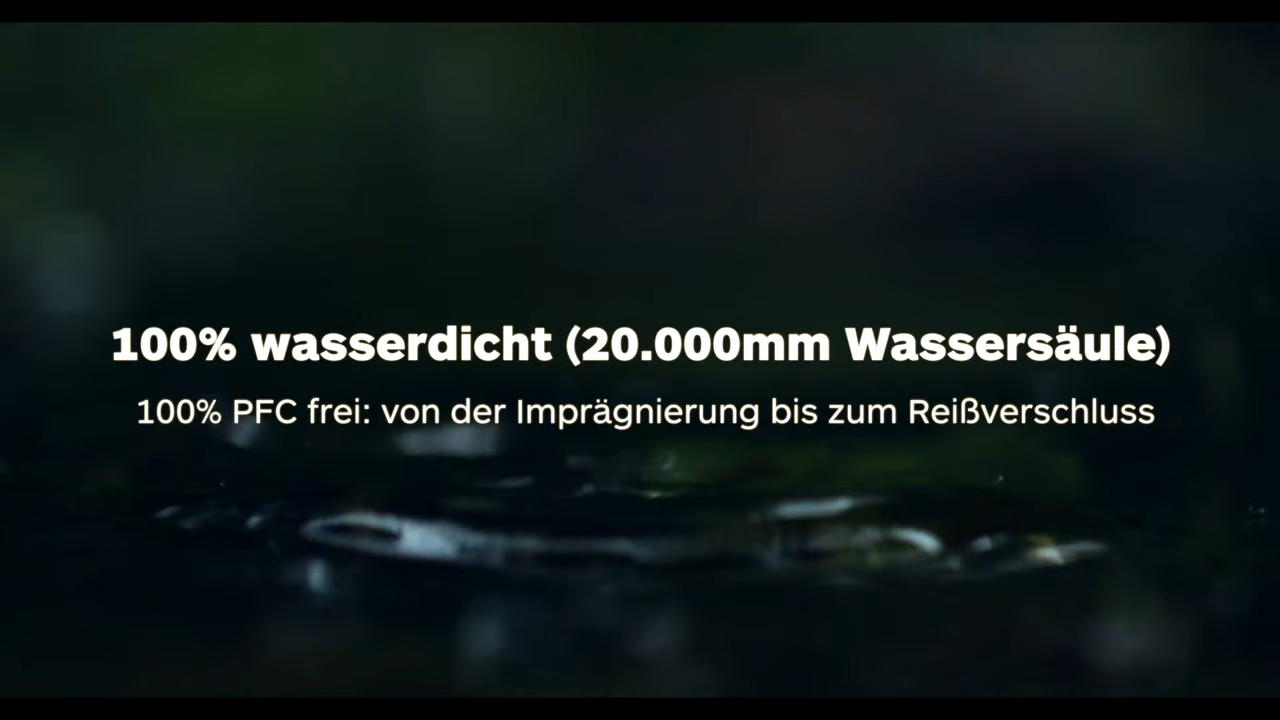 100% wasserdicht (20.000mm Wassersäule)
100% PFC frei: von der Imprägnierung bis zum Reißverschluss